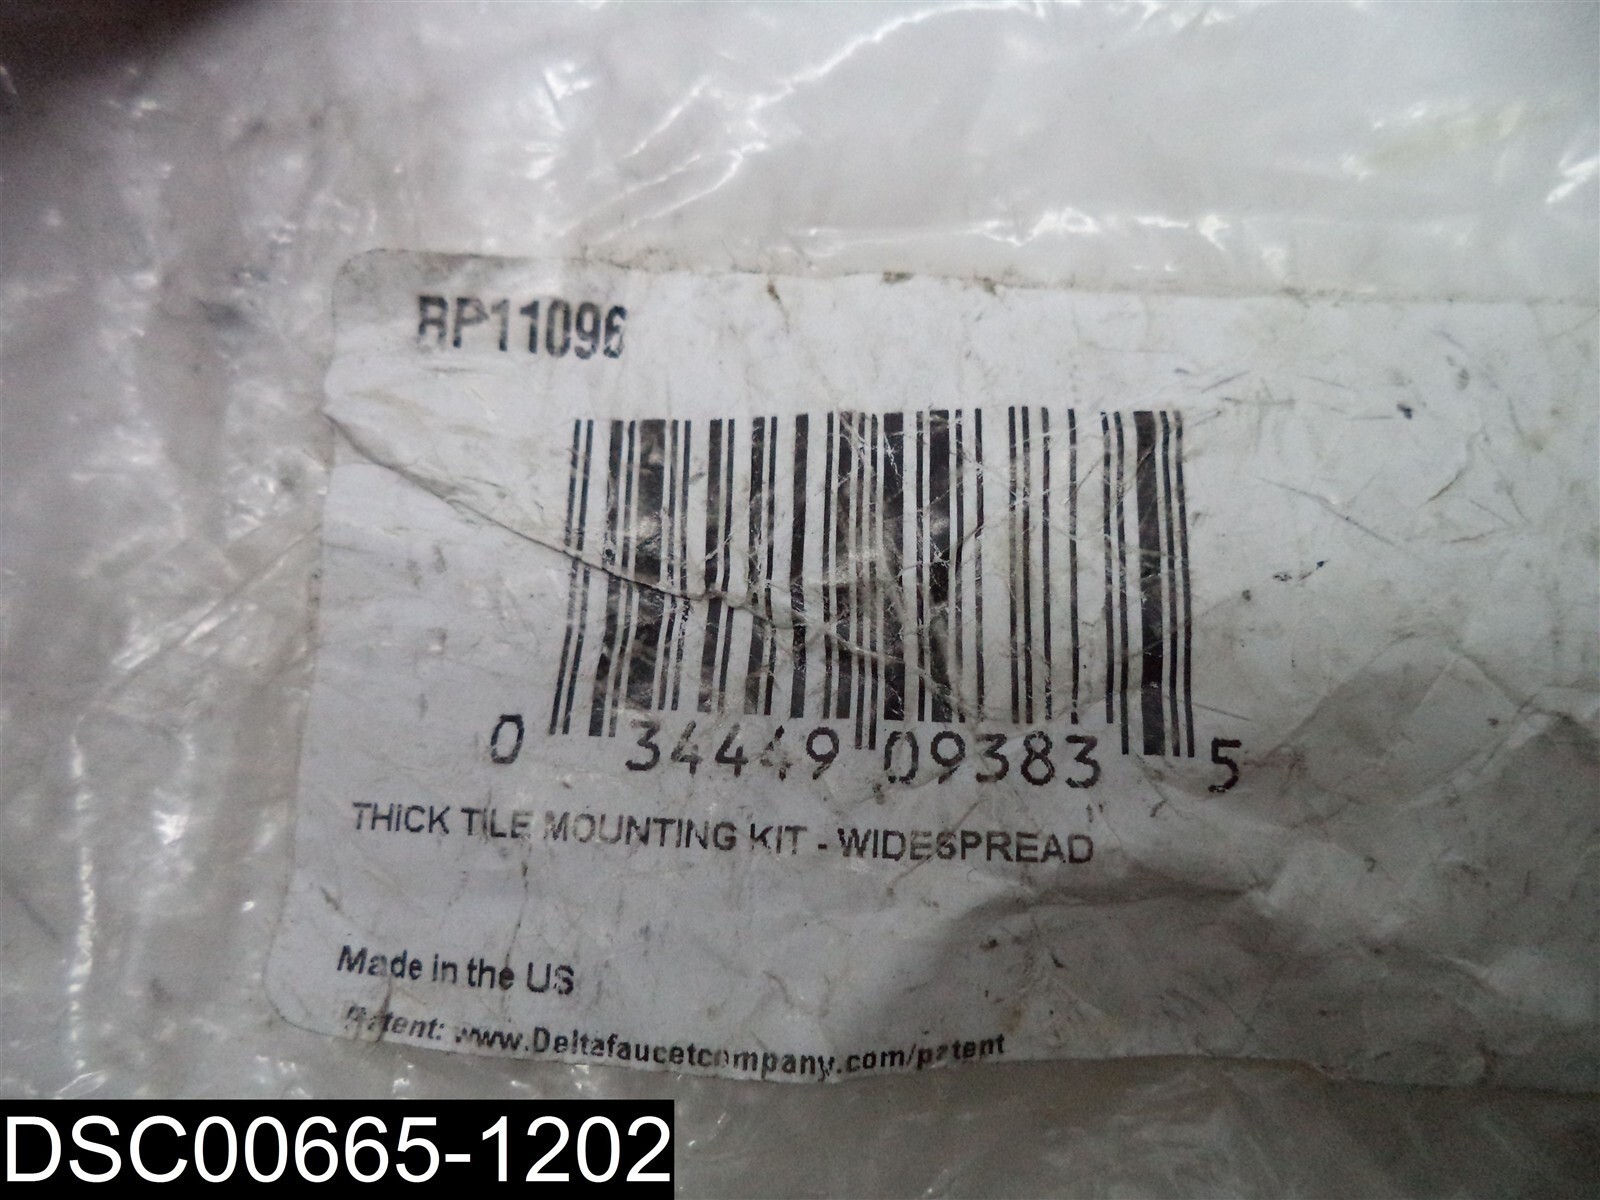 RP11096
0 34449 09383 5
THICK TILE MOUNTING KIT - WIDESPREAD
Made in the US
Patent: www.Deltafaucetcompany.com/patent
DSC00665-1202